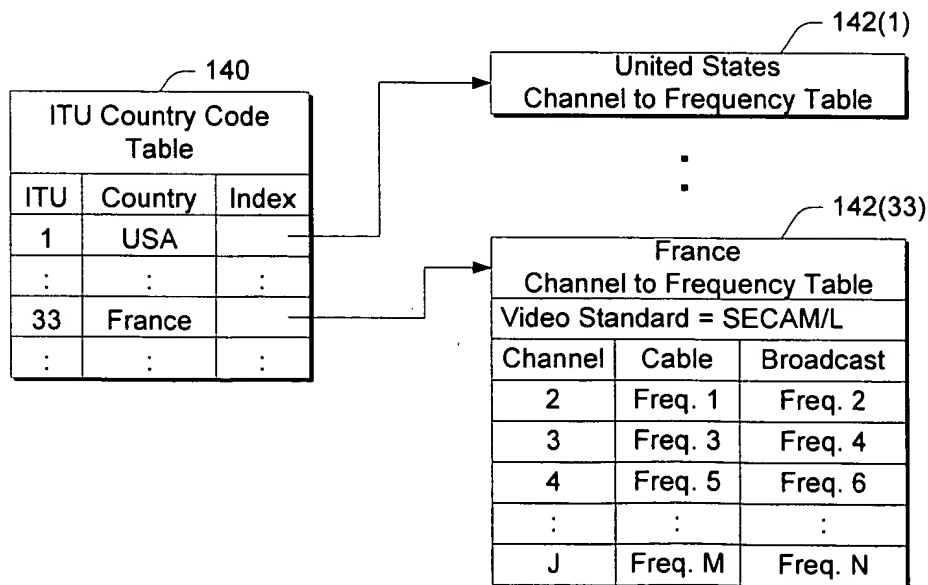 140
ITU Country Code
Table
ITU Country Index
1 USA
: : :
33 France
: : :
142(1)
United States
Channel to Frequency Table
142(33)
France
Channel to Frequency Table
Video Standard = SECAM/L
Channel Cable Broadcast
2 Freq. 1 Freq. 2
3 Freq. 3 Freq. 4
4 Freq. 5 Freq. 6
: : :
J Freq. M Freq. N